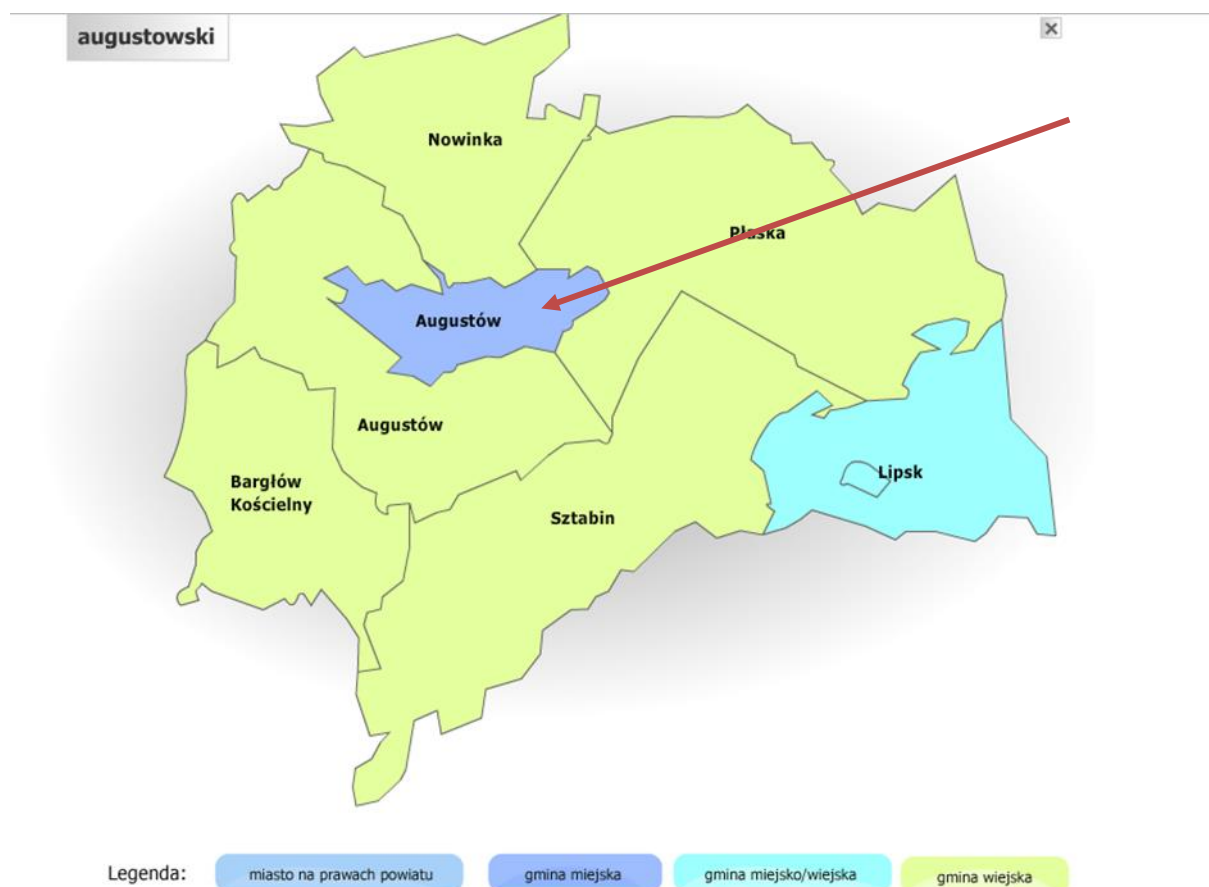 augustowski
Nowinka
Płaska
Augustów
Augustów
Bargłów
Kościelny
Lipsk
Sztabin
Legenda:
miasto na prawach powiatu
gmina miejska
gmina miejsko/wiejska
gmina wiejska